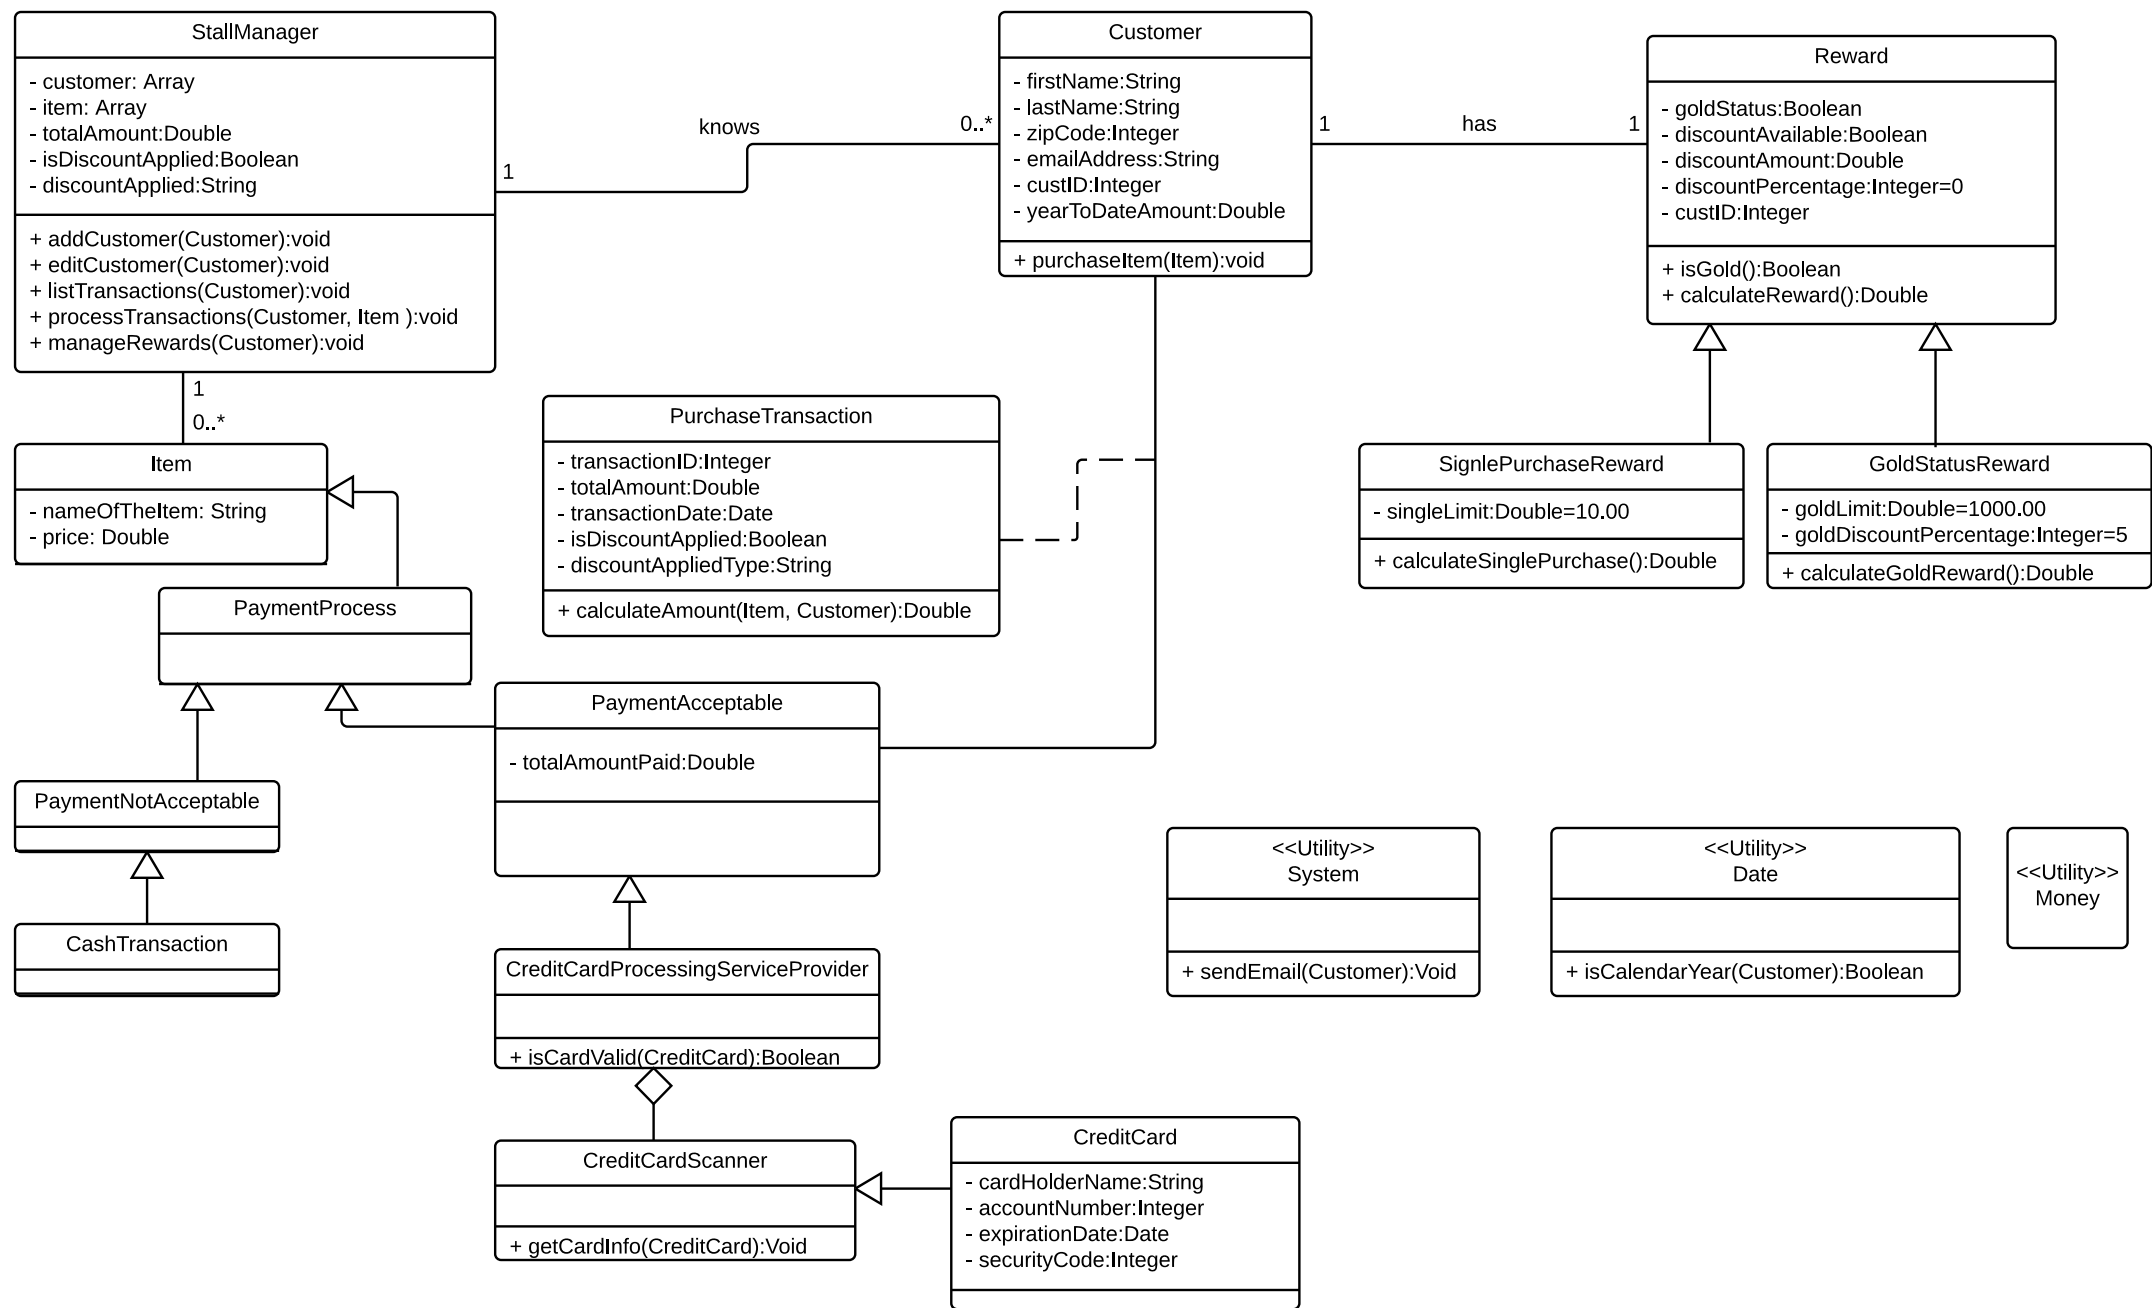 StallManager
- customer: Array
- item: Array
- totalAmount:Double
- isDiscountApplied:Boolean
- discountApplied:String
+ addCustomer(Customer):void
+ editCustomer(Customer):void
+ listTransactions(Customer):void
+ processTransactions(Customer, Item ):void
+ manageRewards(Customer):void
1
knows
0..*
Customer
- firstName:String
- lastName:String
- zipCode:Integer
- emailAddress:String
- custID:Integer
- yearToDateAmount:Double
+ purchaseItem(Item):void
1
has
1
Reward
- goldStatus:Boolean
- discountAvailable:Boolean
- discountAmount:Double
- discountPercentage:Integer=0
- custID:Integer
+ isGold():Boolean
+ calculateReward():Double
1
0..*
Item
- nameOfTheItem: String
- price: Double
PurchaseTransaction
- transactionID:Integer
- totalAmount:Double
- transactionDate:Date
- isDiscountApplied:Boolean
- discountAppliedType:String
+ calculateAmount(Item, Customer):Double
SignlePurchaseReward
- singleLimit:Double=10.00
+ calculateSinglePurchase():Double
GoldStatusReward
- goldLimit:Double=1000.00
- goldDiscountPercentage:Integer=5
+ calculateGoldReward():Double
PaymentProcess
PaymentAcceptable
- totalAmountPaid:Double
PaymentNotAcceptable
CashTransaction
CreditCardProcessingServiceProvider
+ isCardValid(CreditCard):Boolean
<<Utility>>
System
+ sendEmail(Customer):Void
<<Utility>>
Date
+ isCalendarYear(Customer):Boolean
<<Utility>>
Money
CreditCardScanner
+ getCardInfo(CreditCard):Void
CreditCard
- cardHolderName:String
- accountNumber:Integer
- expirationDate:Date
- securityCode:Integer